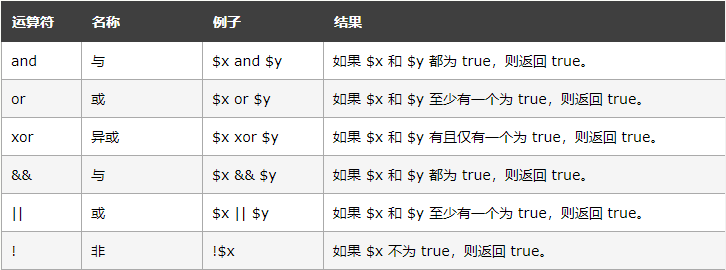 运算符 名称 例子 结果
and 与 $x and $y 如果 $x 和 $y 都为 true，则返回 true。
or 或 $x or $y 如果 $x 和 $y 至少有一个为 true，则返回 true。
xor 异或 $x xor $y 如果 $x 和 $y 有且仅有一个为 true，则返回 true。
&& 与 $x && $y 如果 $x 和 $y 都为 true，则返回 true。
|| 或 $x || $y 如果 $x 和 $y 至少有一个为 true，则返回 true。
! 非 !$x 如果 $x 不为 true，则返回 true。